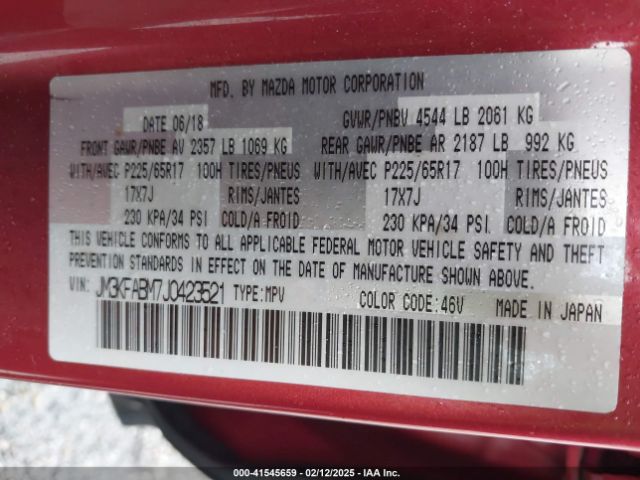 MFD. BY MAZDA MOTOR CORPORATION
DATE 06/18 GVWR/PNBV 4544 LB 2061 KG
FRONT GAWR/PNBE AV 2357 LB 1069 KG REAR GAWR/PNBE AR 2187 LB 992 KG
WITH/AVEC P225/65R17 100H TIRES/PNEUS WITH/AVEC P225/65R17 100H TIRES/PNEUS
17X7J RIMS/JANTES 17X7J RIMS/JANTES
230 KPA/34 PSI COLD/A FROID 230 KPA/34 PSI COLD/A FROID
THIS VEHICLE CONFORMS TO ALL APPLICABLE FEDERAL MOTOR VEHICLE SAFETY AND THEFT
PREVENTION STANDARDS IN EFFECT ON THE DATE OF MANUFACTURE SHOWN ABOVE.
VIN: JM3KFABM7J0423521 TYPE:MPV COLOR CODE:46V MADE IN JAPAN
00-41545659 - 02/12/2025 - IAA Inc.